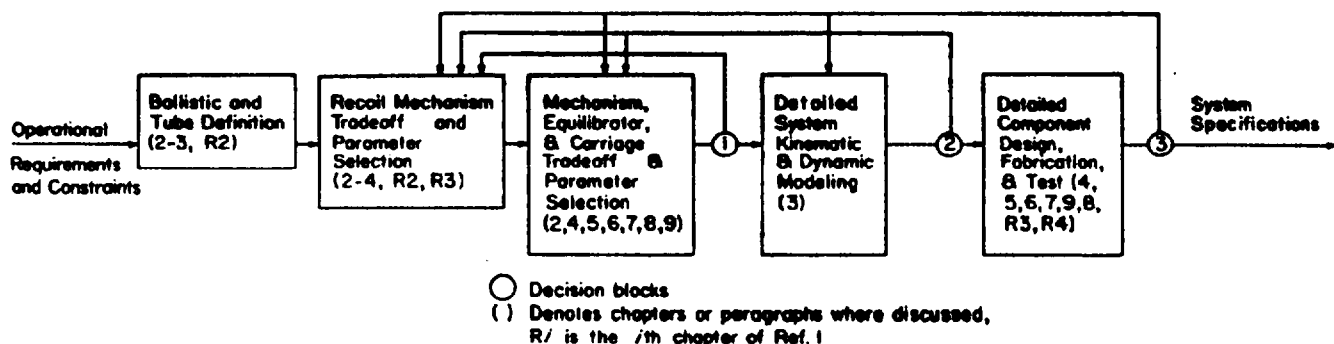 Operational
Requirements
and Constraints
Ballistic and
Tube Definition
(2-3, R2)
Recoil Mechanism
Tradeoff and
Parameter
Selection
(2-4, R2, R3)
Mechanism,
Equilibrator,
& Carriage
Tradeoff &
Parameter
Selection
(2,4,5,6,7,8,9)
1
Detailed
System
Kinematic
& Dynamic
Modeling
(3)
2
Detailed
Component
Design,
Fabrication,
& Test (4,
5,6,7,9,8,
R3,R4)
3
System
Specifications
Decision blocks
( ) Denotes chapters or paragraphs where discussed,
Ri is the ith chapter of Ref. 1